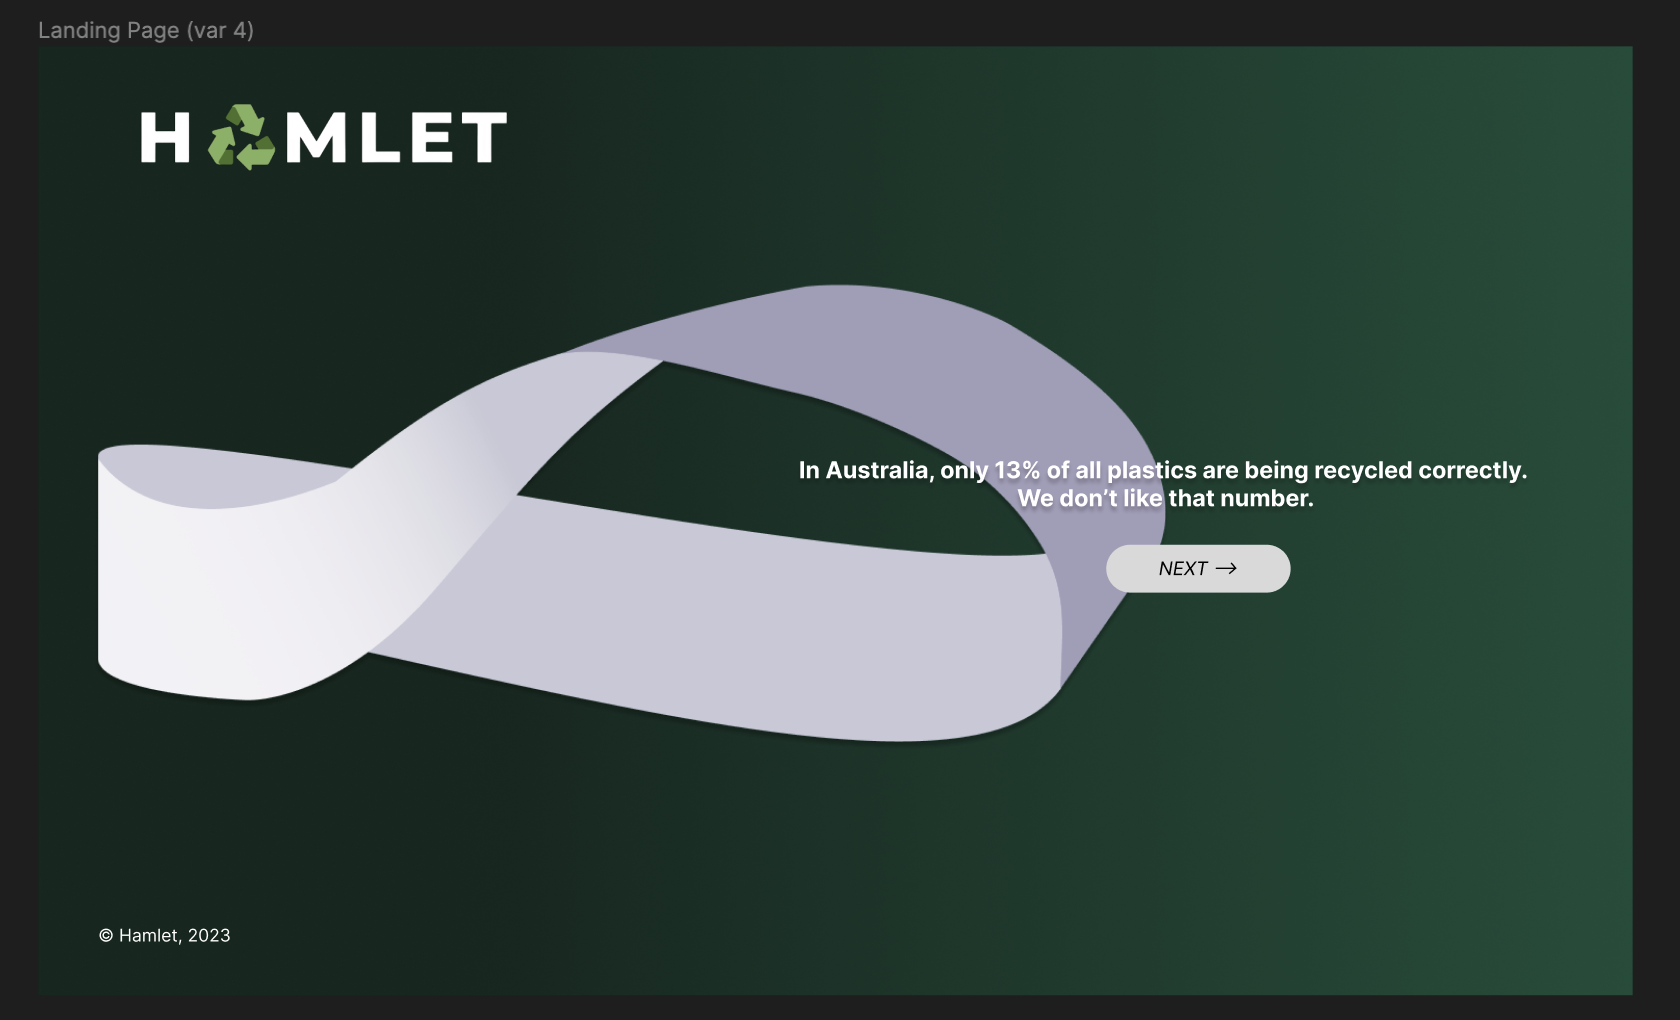 Landing Page (var 4)
H MLET
In Australia, only 13% of all plastics are being recycled correctly.
We don’t like that number.
NEXT →
© Hamlet, 2023